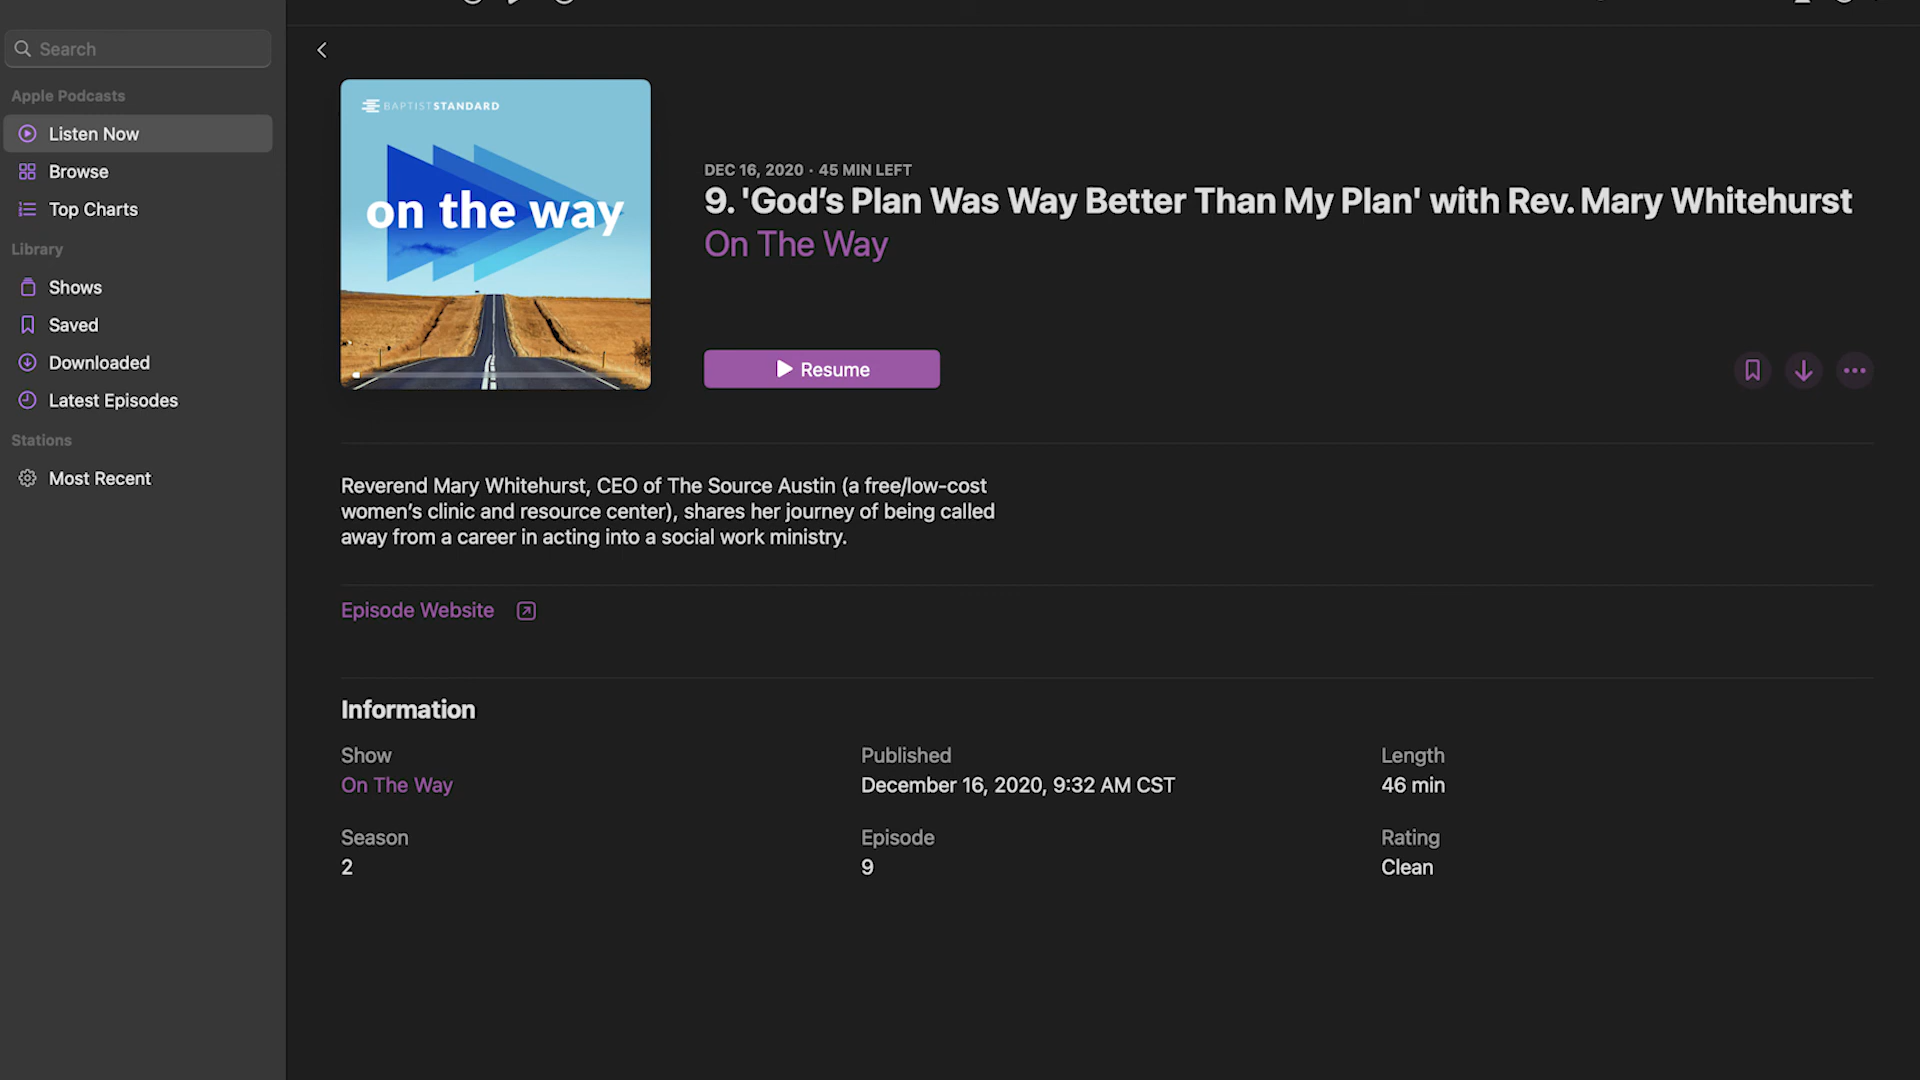 Search
Apple Podcasts
Listen Now
Browse
Top Charts
Library
Shows
Saved
Downloaded
Latest Episodes
Stations
Most Recent
BAPTISTSTANDARD
on the way
DEC 16, 2020 · 45 MIN LEFT
9. 'God’s Plan Was Way Better Than My Plan' with Rev. Mary Whitehurst
On The Way
Resume
Reverend Mary Whitehurst, CEO of The Source Austin (a free/low-cost
women’s clinic and resource center), shares her journey of being called
away from a career in acting into a social work ministry.
Episode Website
Information
Show
On The Way
Published
December 16, 2020, 9:32 AM CST
Length
46 min
Season
2
Episode
9
Rating
Clean